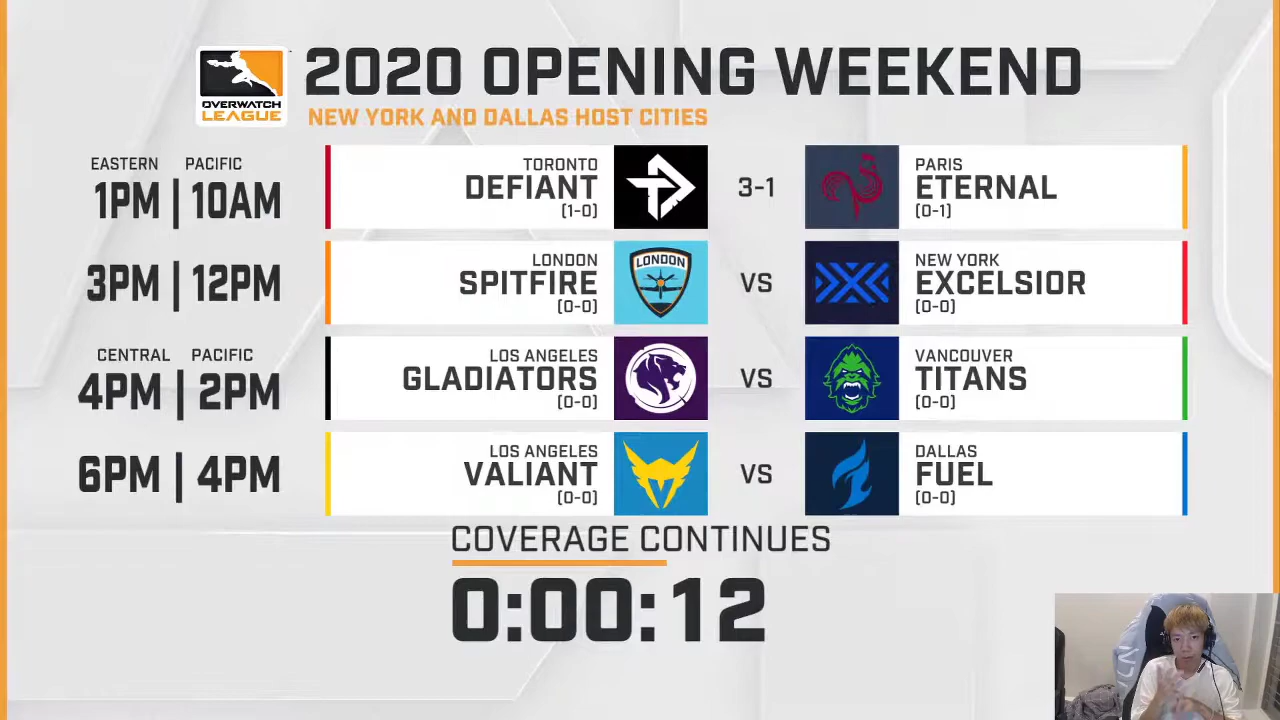 2020 OPENING WEEKEND
OVERWATCH
LEAGUE
NEW YORK AND DALLAS HOST CITIES
EASTERN PACIFIC
1PM | 10AM
TORONTO
DEFIANT
(1-0)
3-1
PARIS
ETERNAL
(0-1)
3PM | 12PM
LONDON
SPITFIRE
(0-0)
LONDON
VS
NEW YORK
EXCELSIOR
(0-0)
CENTRAL PACIFIC
4PM | 2PM
LOS ANGELES
GLADIATORS
(0-0)
VS
VANCOUVER
TITANS
(0-0)
6PM | 4PM
LOS ANGELES
VALIANT
(0-0)
VS
DALLAS
FUEL
(0-0)
COVERAGE CONTINUES
0:00:12